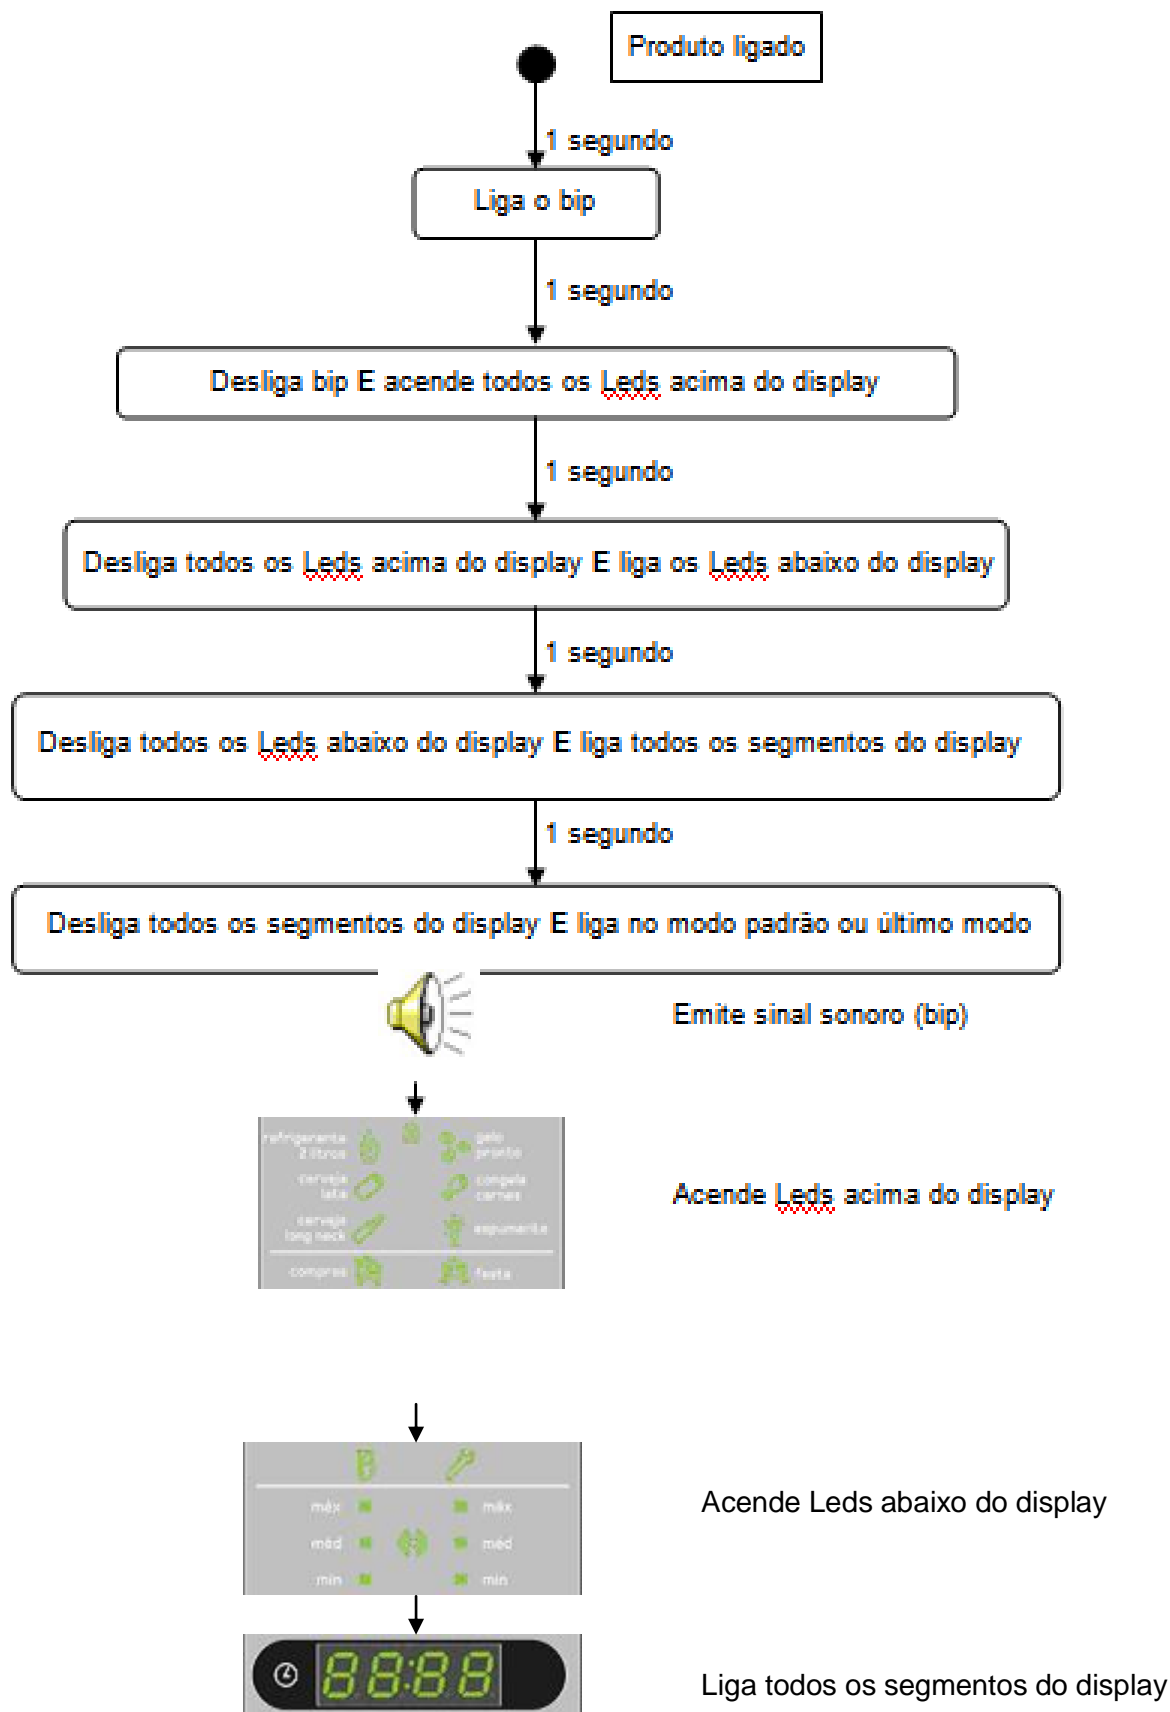 Produto ligado
1 segundo
Liga o bip
1 segundo
Desliga bip E acende todos os Leds acima do display
1 segundo
Desliga todos os Leds acima do display E liga os Leds abaixo do display
1 segundo
Desliga todos os Leds abaixo do display E liga todos os segmentos do display
1 segundo
Desliga todos os segmentos do display E liga no modo padrão ou último modo
Emite sinal sonoro (bip)
refrigerante
2 litros
gelo
pronto
cerveja
lata
congela
carnes
Acende Leds acima do display
cerveja
long neck
espumante
compras
festa
Acende Leds abaixo do display
máx
máx
méd
méd
mín
mín
88:88
Liga todos os segmentos do display